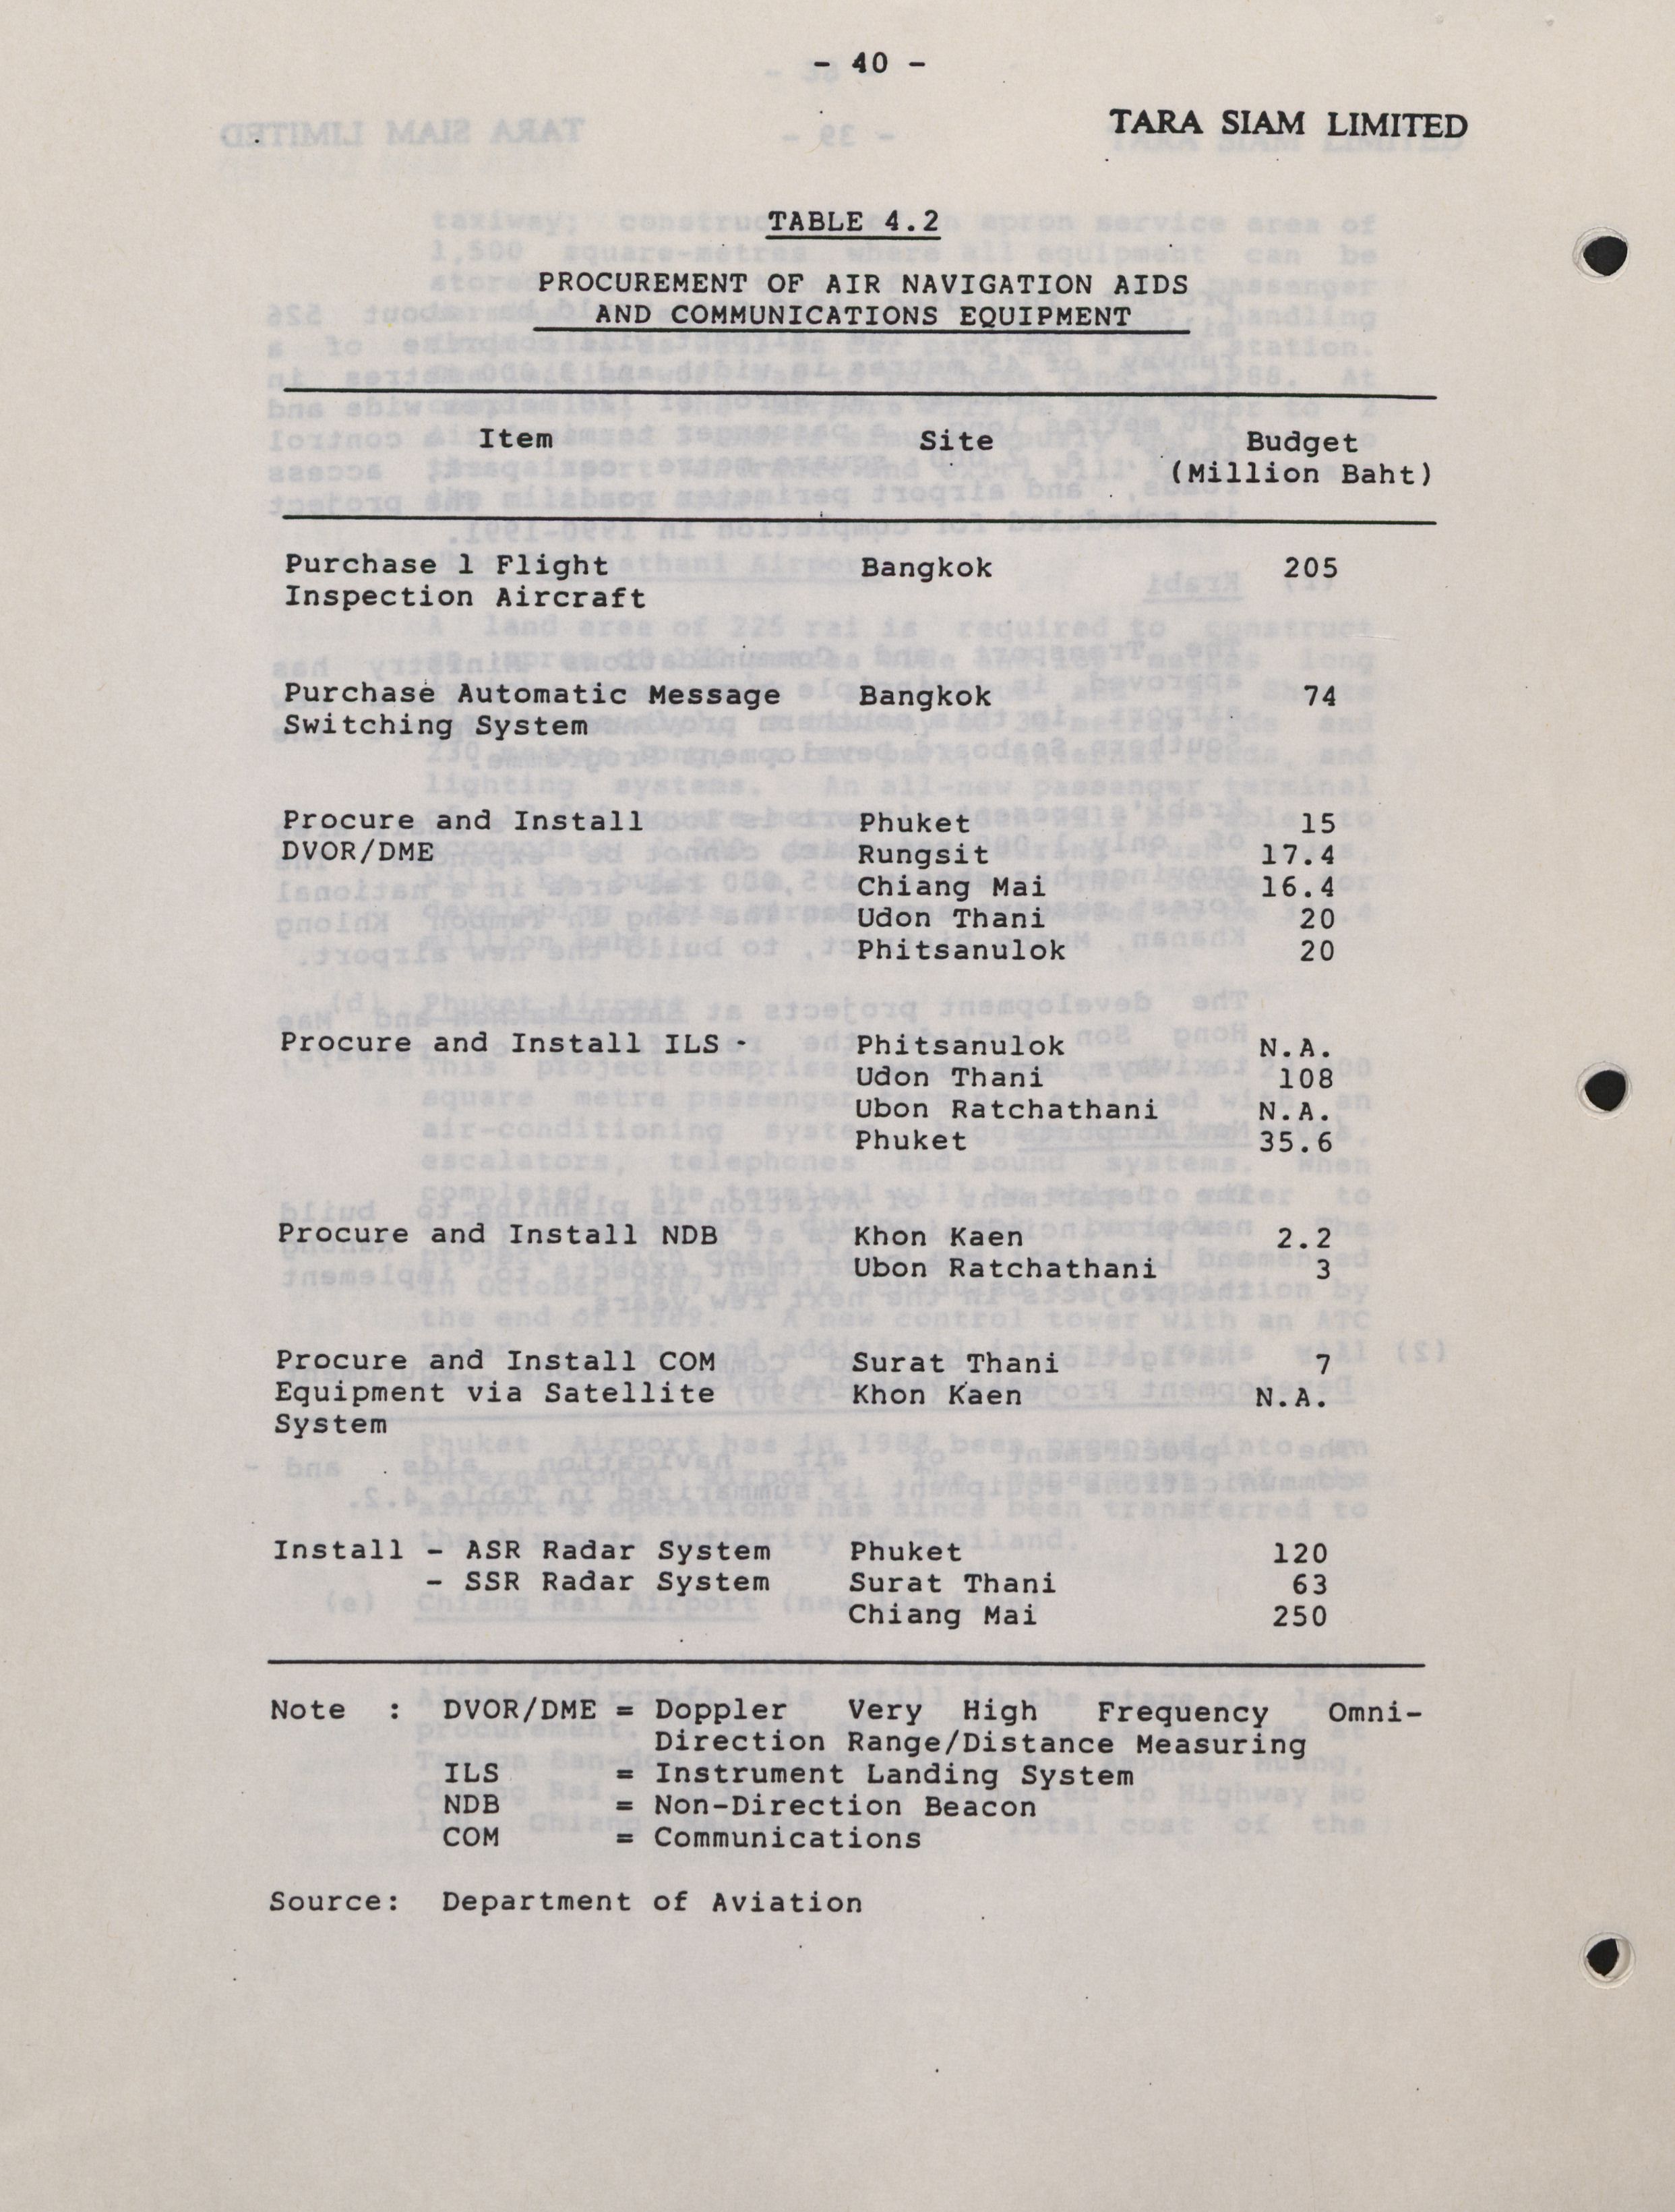 - 40 -
TARA SIAM LIMITED
TABLE 4.2
PROCUREMENT OF AIR NAVIGATION AIDS
AND COMMUNICATIONS EQUIPMENT
Item Site Budget
(Million Baht)
Purchase 1 Flight Bangkok 205
Inspection Aircraft
Purchase Automatic Message Bangkok 74
Switching System
Procure and Install Phuket 15
DVOR/DME Rungsit 17.4
Chiang Mai 16.4
Udon Thani 20
Phitsanulok 20
Procure and Install ILS - Phitsanulok N.A.
Udon Thani 108
Ubon Ratchathani N.A.
Phuket 35.6
Procure and Install NDB Khon Kaen 2.2
Ubon Ratchathani 3
Procure and Install COM Surat Thani 7
Equipment via Satellite Khon Kaen N.A.
System
Install - ASR Radar System Phuket 120
- SSR Radar System Surat Thani 63
Chiang Mai 250
Note : DVOR/DME = Doppler Very High Frequency Omni-
Direction Range/Distance Measuring
ILS = Instrument Landing System
NDB = Non-Direction Beacon
COM = Communications
Source: Department of Aviation